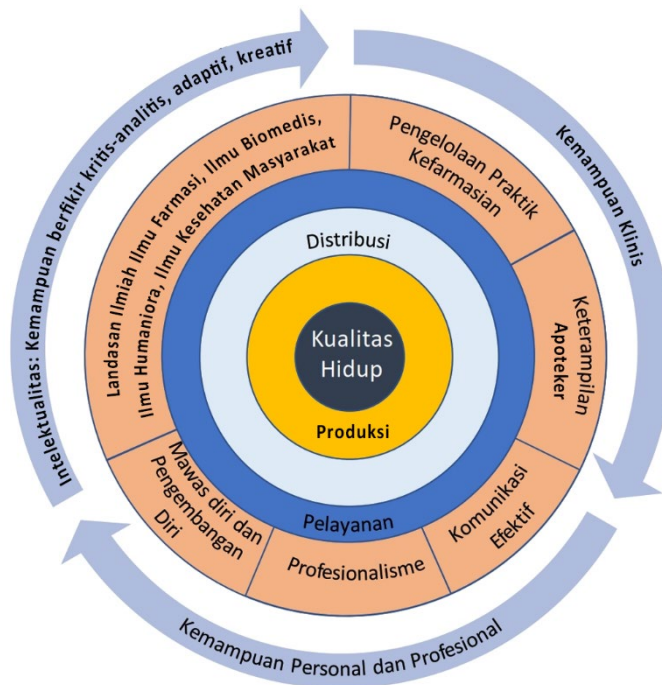 Intelektualitas: Kemampuan berfikir kritis-analitis, adaptif, kreatif
Kemampuan Klinis
Kemampuan Personal dan Profesional
Landasan Ilmiah Ilmu Farmasi, Ilmu Biomedis,
Ilmu Humaniora, Ilmu Kesehatan Masyarakat
Pengelolaan Praktik
Kefarmasian
Keterampilan
Apoteker
Komunikasi
Efektif
Profesionalisme
Mawas diri dan
Pengembangan
Diri
Distribusi
Kualitas
Hidup
Produksi
Pelayanan